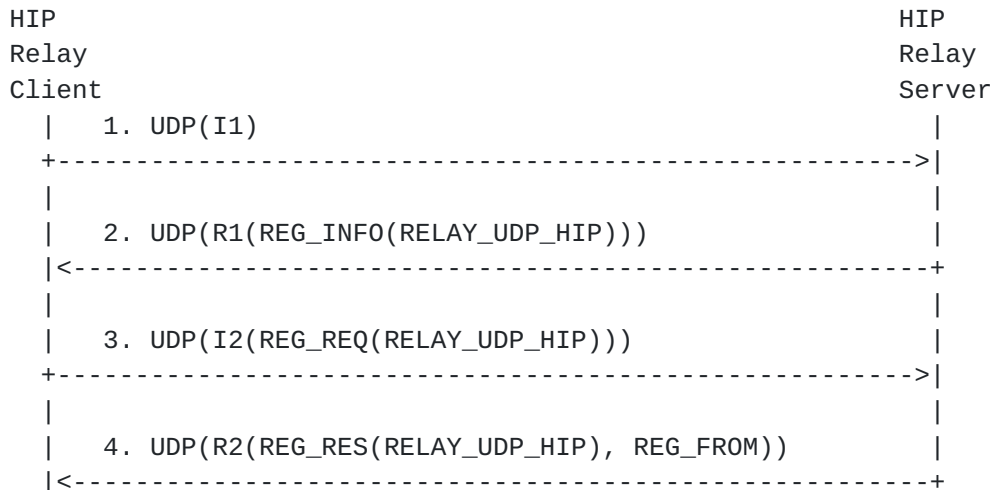 HIP                                                      HIP
Relay                                                    Relay
Client                                                   Server
  |   1. UDP(I1)                                           |
  +------------------------------------------------------->|
  |                                                        |
  |   2. UDP(R1(REG_INFO(RELAY_UDP_HIP)))                  |
  |<-------------------------------------------------------+
  |                                                        |
  |   3. UDP(I2(REG_REQ(RELAY_UDP_HIP)))                   |
  +------------------------------------------------------->|
  |                                                        |
  |   4. UDP(R2(REG_RES(RELAY_UDP_HIP), REG_FROM))         |
  |<-------------------------------------------------------+